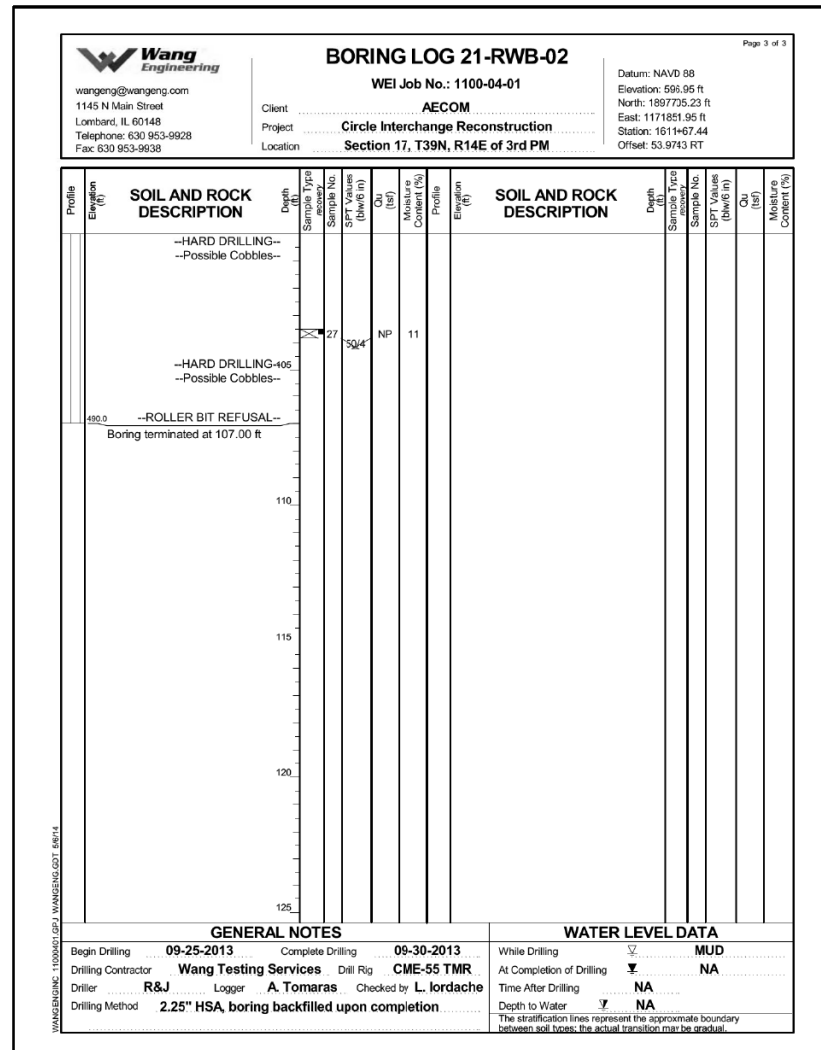 Page 3 of 3
Wang
Engineering
wangeng@wangeng.com
1145 N Main Street
Lombard, IL 60148
Telephone: 630 953-9928
Fax: 630 953-9938
BORING LOG 21-RWB-02
WEI Job No.: 1100-04-01
Client AECOM
Project Circle Interchange Reconstruction
Location Section 17, T39N, R14E of 3rd PM
Datum: NAVD 88
Elevation: 596.95 ft
North: 1897705.23 ft
East: 1171851.95 ft
Station: 1611+67.44
Offset: 53.9743 RT
Profile
Elevation (ft)
SOIL AND ROCK
DESCRIPTION
Depth (ft)
Sample Type
recovery
Sample No.
SPT Values
(blw/6 in)
Qu
(tsf)
Moisture
Content (%)
Profile
Elevation (ft)
SOIL AND ROCK
DESCRIPTION
Depth (ft)
Sample Type
recovery
Sample No.
SPT Values
(blw/6 in)
Qu
(tsf)
Moisture
Content (%)
--HARD DRILLING--
--Possible Cobbles--
27 50/4 NP 11
--HARD DRILLING-105
--Possible Cobbles--
490.0 --ROLLER BIT REFUSAL--
Boring terminated at 107.00 ft
110
115
120
125
GENERAL NOTES
Begin Drilling 09-25-2013 Complete Drilling 09-30-2013
Drilling Contractor Wang Testing Services Drill Rig CME-55 TMR
Driller R&J Logger A. Tomaras Checked by L. Iordache
Drilling Method 2.25" HSA, boring backfilled upon completion
WATER LEVEL DATA
While Drilling MUD
At Completion of Drilling NA
Time After Drilling NA
Depth to Water NA
The stratification lines represent the approxmate boundary
between soil types; the actual transition may be gradual.
WANGENGINC 11000401.GPJ WANGENG.GDT 5/6/14